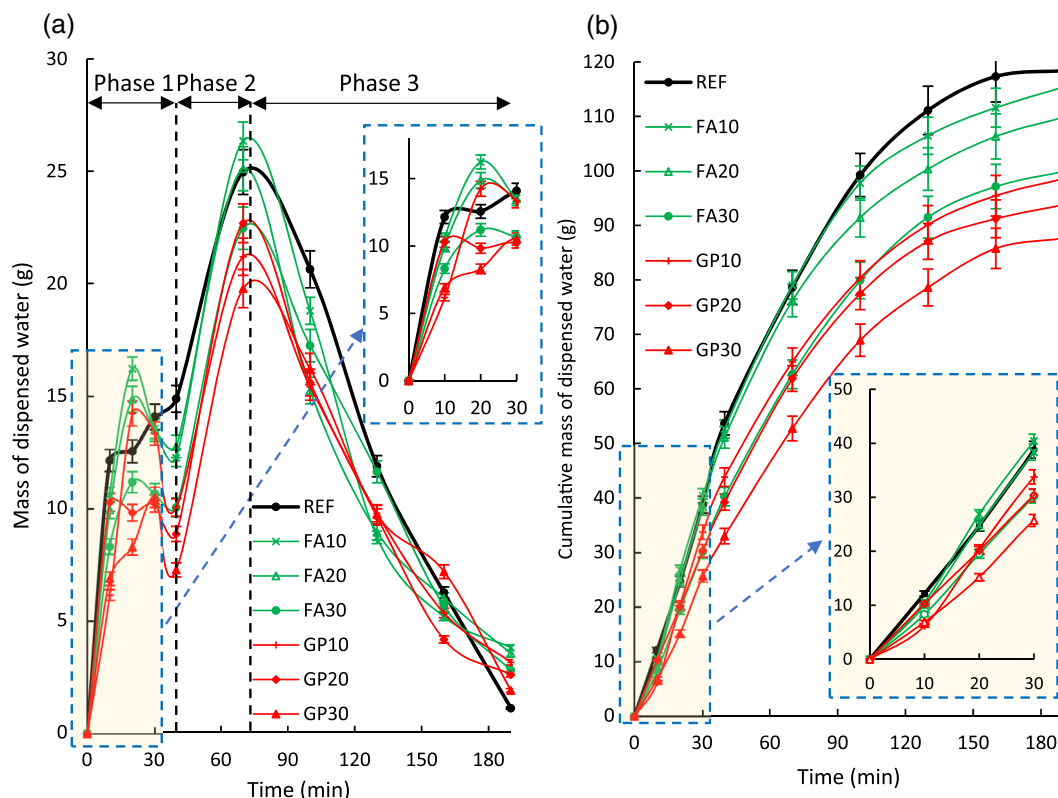 (a)
Mass of dispensed water (g)
30
25
20
15
10
5
0
Phase 1
Phase 2
Phase 3
15
10
5
0
0 10 20 30
REF
FA10
FA20
FA30
GP10
GP20
GP30
0 30 60 90 120 150 180
Time (min)
(b)
Cumulative mass of dispensed water (g)
120
110
100
90
80
70
60
50
40
30
20
10
0
REF
FA10
FA20
FA30
GP10
GP20
GP30
50
40
30
20
10
0
0 10 20 30
0 30 60 90 120 150 180
Time (min)